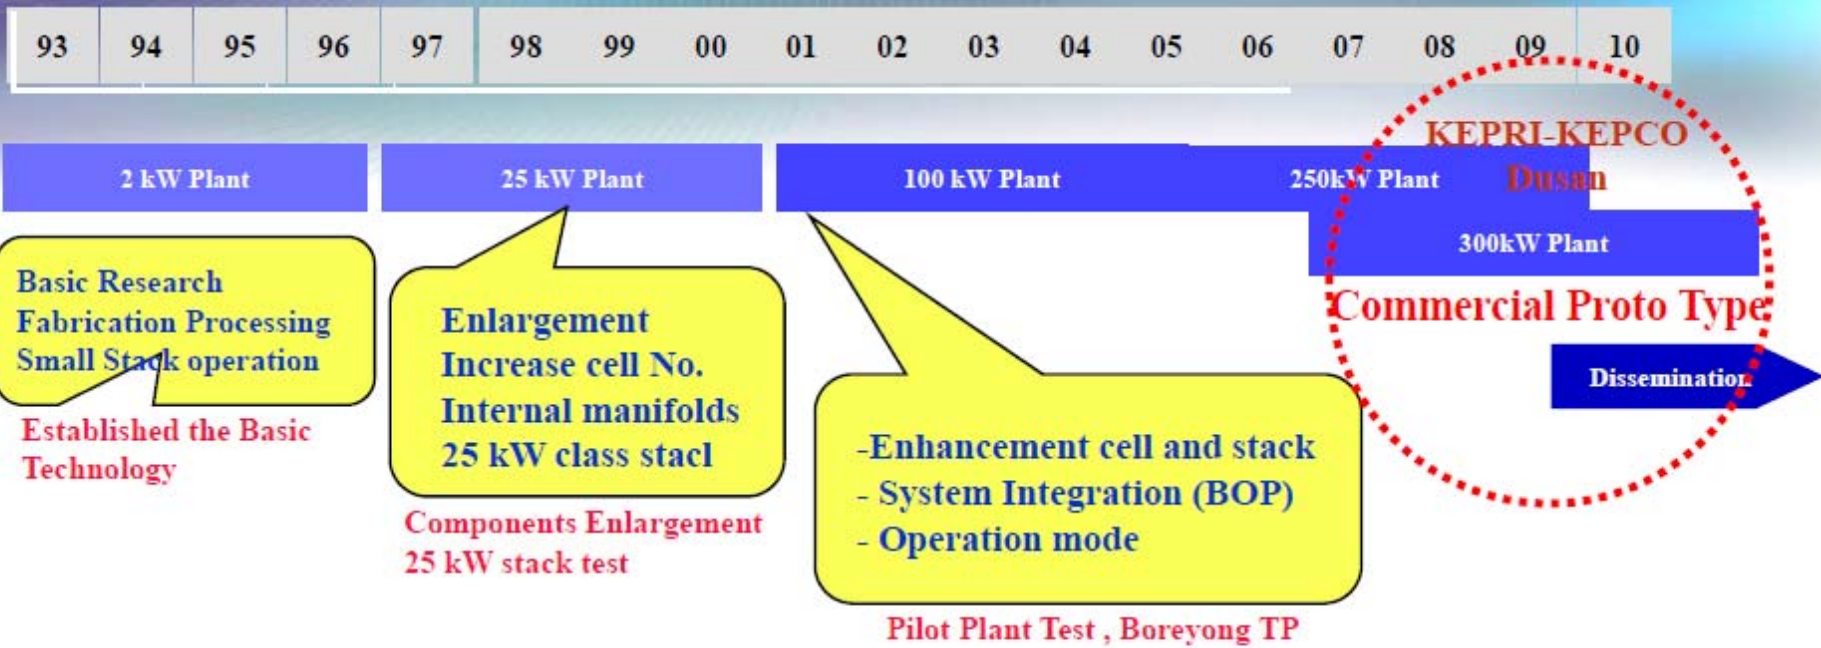 93 94 95 96 97 98 99 00 01 02 03 04 05 06 07 08 09 10
KEPRI-KEPCO
Dusan
2 kW Plant
25 kW Plant
100 kW Plant
250kW Plant
300kW Plant
Commercial Proto Type
Dissemination
Basic Research
Fabrication Processing
Small Stack operation
Established the Basic
Technology
Enlargement
Increase cell No.
Internal manifolds
25 kW class stacl
Components Enlargement
25 kW stack test
-Enhancement cell and stack
- System Integration (BOP)
- Operation mode
Pilot Plant Test , Boreyong TP